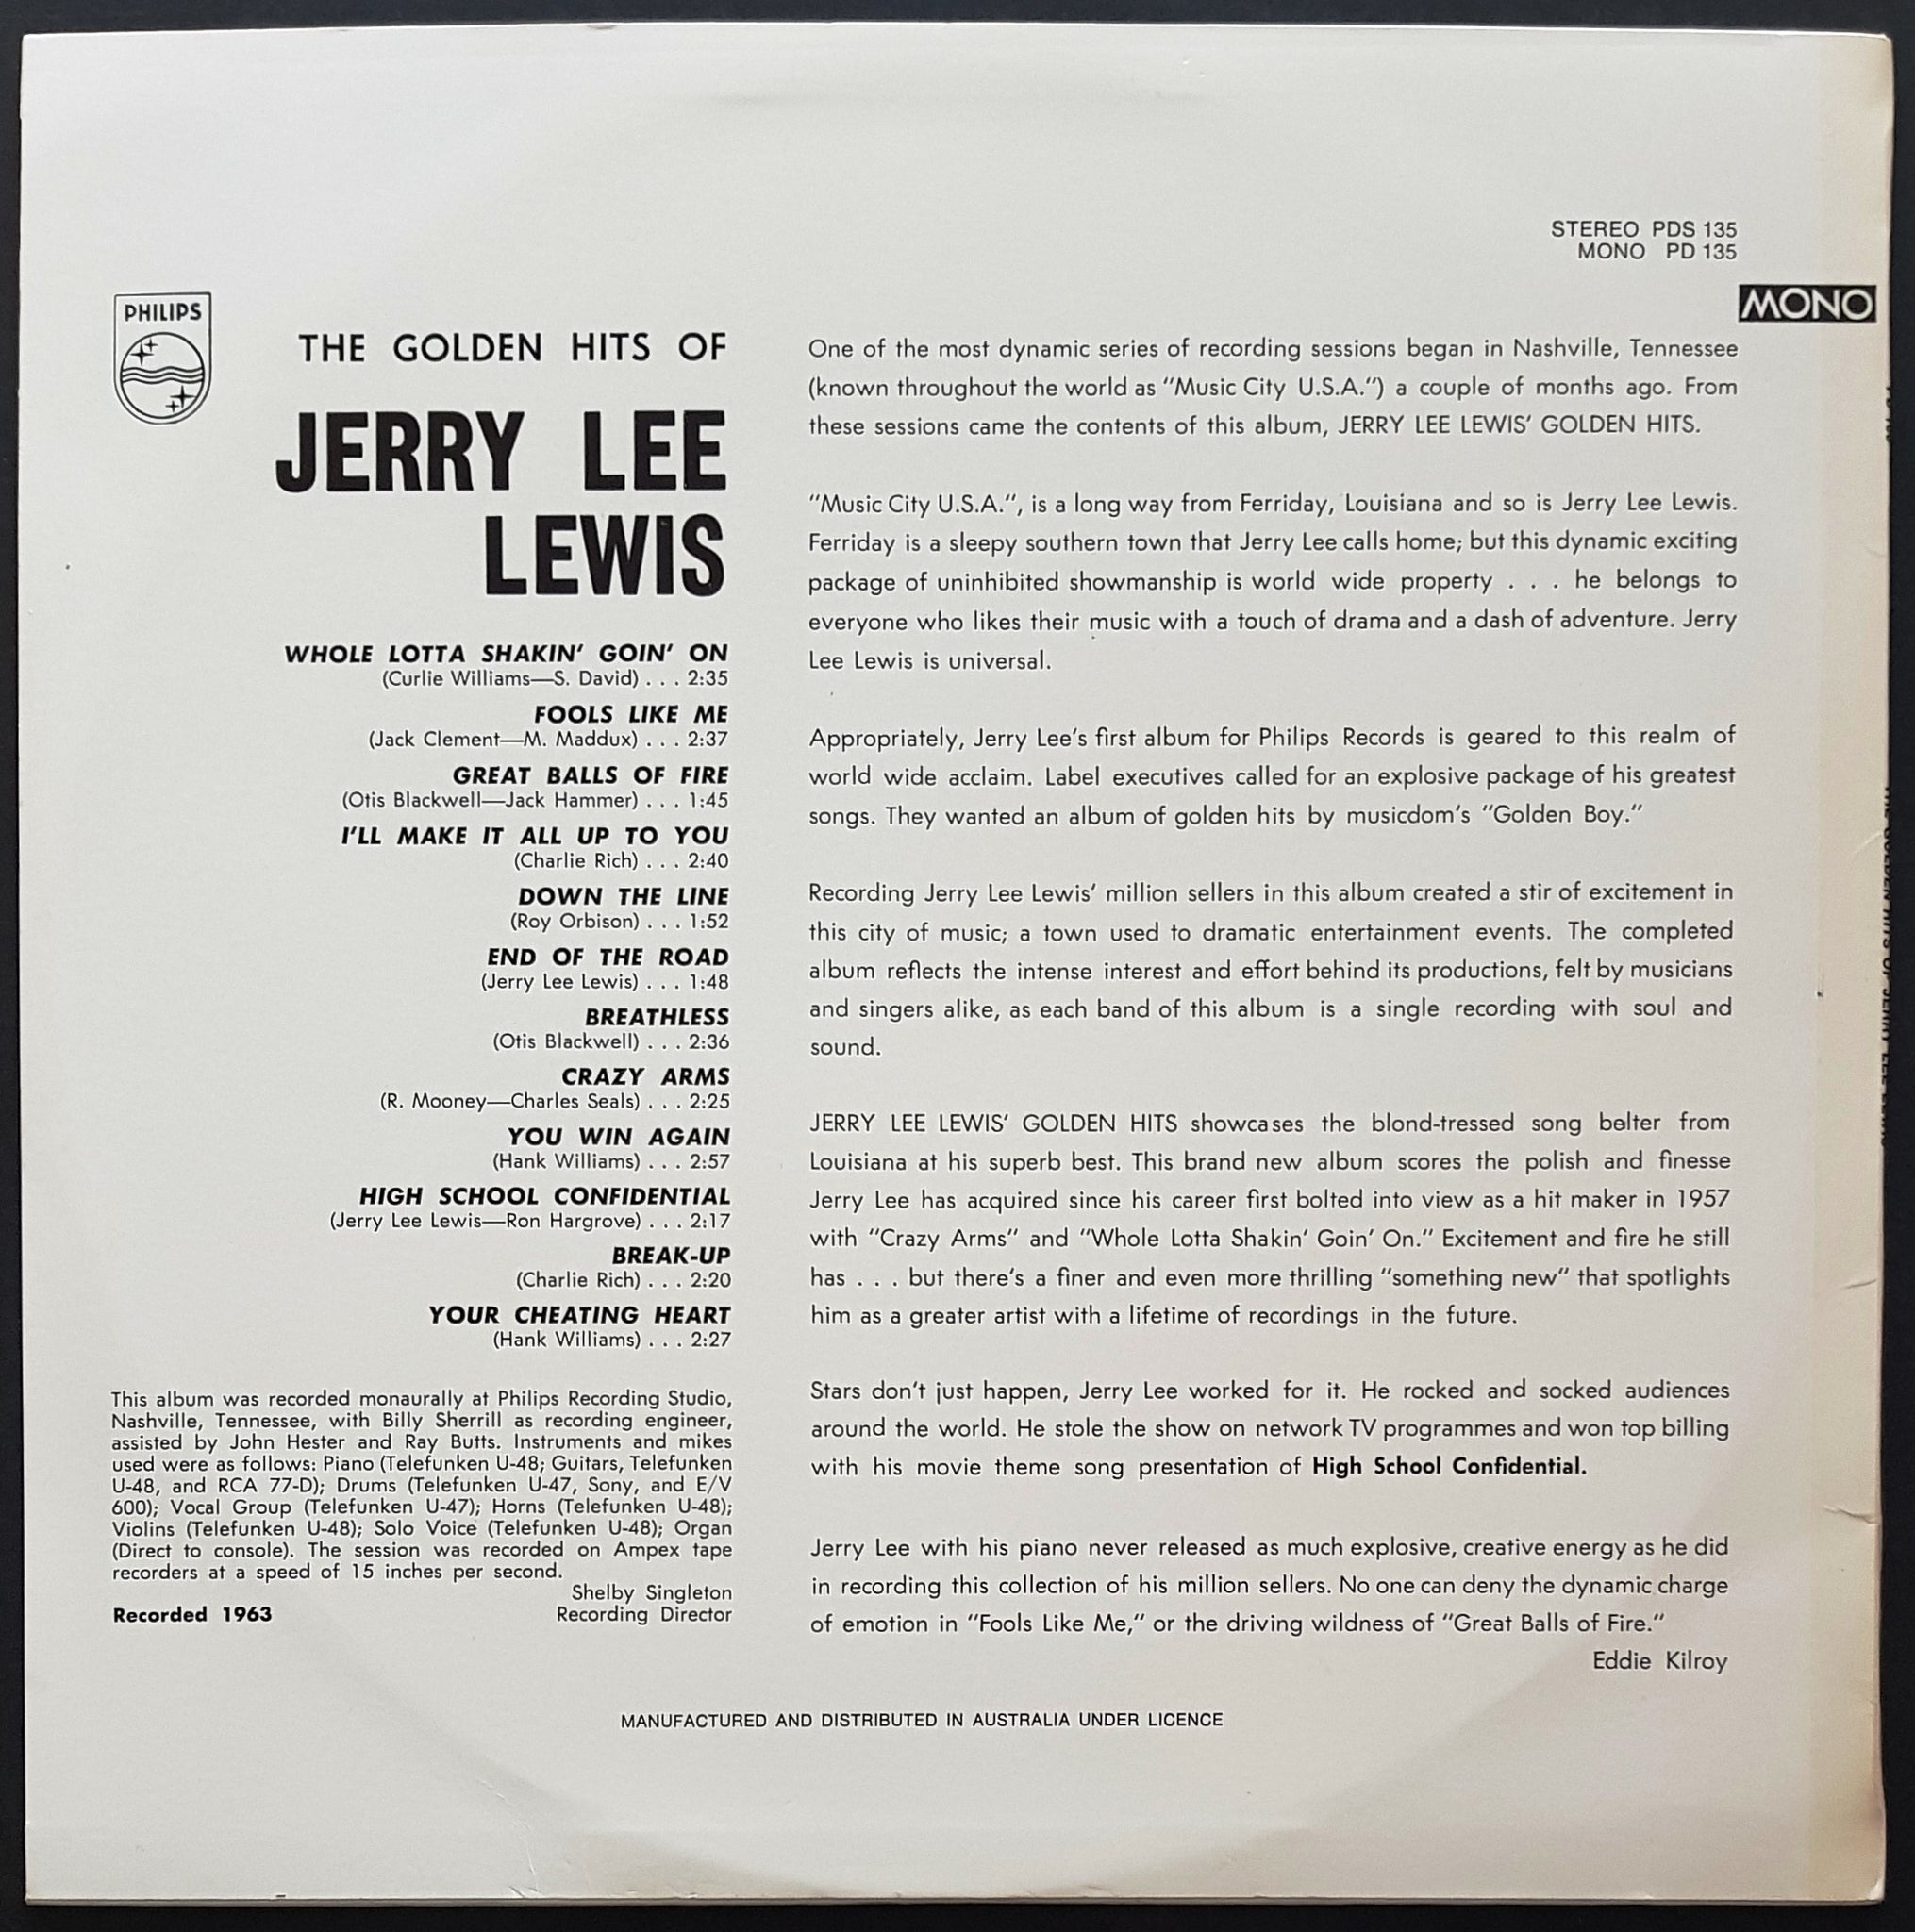 STEREO PDS 135
MONO PD 135
MONO
PHILIPS
THE GOLDEN HITS OF
JERRY LEE
LEWIS
WHOLE LOTTA SHAKIN' GOIN' ON
(Curlie Williams—S. David) . . . 2:35
FOOLS LIKE ME
(Jack Clement—M. Maddux) . . . 2:37
GREAT BALLS OF FIRE
(Otis Blackwell—Jack Hammer) . . . 1:45
I'LL MAKE IT ALL UP TO YOU
(Charlie Rich) . . . 2:40
DOWN THE LINE
(Roy Orbison) . . . 1:52
END OF THE ROAD
(Jerry Lee Lewis) . . . 1:48
BREATHLESS
(Otis Blackwell) . . . 2:36
CRAZY ARMS
(R. Mooney—Charles Seals) . . . 2:25
YOU WIN AGAIN
(Hank Williams) . . . 2:57
HIGH SCHOOL CONFIDENTIAL
(Jerry Lee Lewis—Ron Hargrove) . . . 2:17
BREAK-UP
(Charlie Rich) . . . 2:20
YOUR CHEATING HEART
(Hank Williams) . . . 2:27
This album was recorded monaurally at Philips Recording Studio,
Nashville, Tennessee, with Billy Sherrill as recording engineer,
assisted by John Hester and Ray Butts. Instruments and mikes
used were as follows: Piano (Telefunken U-48; Guitars, Telefunken
U-48, and RCA 77-D); Drums (Telefunken U-47, Sony, and E/V
600); Vocal Group (Telefunken U-47); Horns (Telefunken U-48);
Violins (Telefunken U-48); Solo Voice (Telefunken U-48); Organ
(Direct to console). The session was recorded on Ampex tape
recorders at a speed of 15 inches per second.
Shelby Singleton
Recorded 1963 Recording Director
One of the most dynamic series of recording sessions began in Nashville, Tennessee
(known throughout the world as "Music City U.S.A.") a couple of months ago. From
these sessions came the contents of this album, JERRY LEE LEWIS' GOLDEN HITS.
"Music City U.S.A.", is a long way from Ferriday, Louisiana and so is Jerry Lee Lewis.
Ferriday is a sleepy southern town that Jerry Lee calls home; but this dynamic exciting
package of uninhibited showmanship is world wide property . . . he belongs to
everyone who likes their music with a touch of drama and a dash of adventure. Jerry
Lee Lewis is universal.
Appropriately, Jerry Lee's first album for Philips Records is geared to this realm of
world wide acclaim. Label executives called for an explosive package of his greatest
songs. They wanted an album of golden hits by musicdom's "Golden Boy."
Recording Jerry Lee Lewis' million sellers in this album created a stir of excitement in
this city of music; a town used to dramatic entertainment events. The completed
album reflects the intense interest and effort behind its productions, felt by musicians
and singers alike, as each band of this album is a single recording with soul and
sound.
JERRY LEE LEWIS' GOLDEN HITS showcases the blond-tressed song belter from
Louisiana at his superb best. This brand new album scores the polish and finesse
Jerry Lee has acquired since his career first bolted into view as a hit maker in 1957
with "Crazy Arms" and "Whole Lotta Shakin' Goin' On." Excitement and fire he still
has . . . but there's a finer and even more thrilling "something new" that spotlights
him as a greater artist with a lifetime of recordings in the future.
Stars don't just happen, Jerry Lee worked for it. He rocked and socked audiences
around the world. He stole the show on network TV programmes and won top billing
with his movie theme song presentation of High School Confidential.
Jerry Lee with his piano never released as much explosive, creative energy as he did
in recording this collection of his million sellers. No one can deny the dynamic charge
of emotion in "Fools Like Me," or the driving wildness of "Great Balls of Fire."
Eddie Kilroy
MANUFACTURED AND DISTRIBUTED IN AUSTRALIA UNDER LICENCE